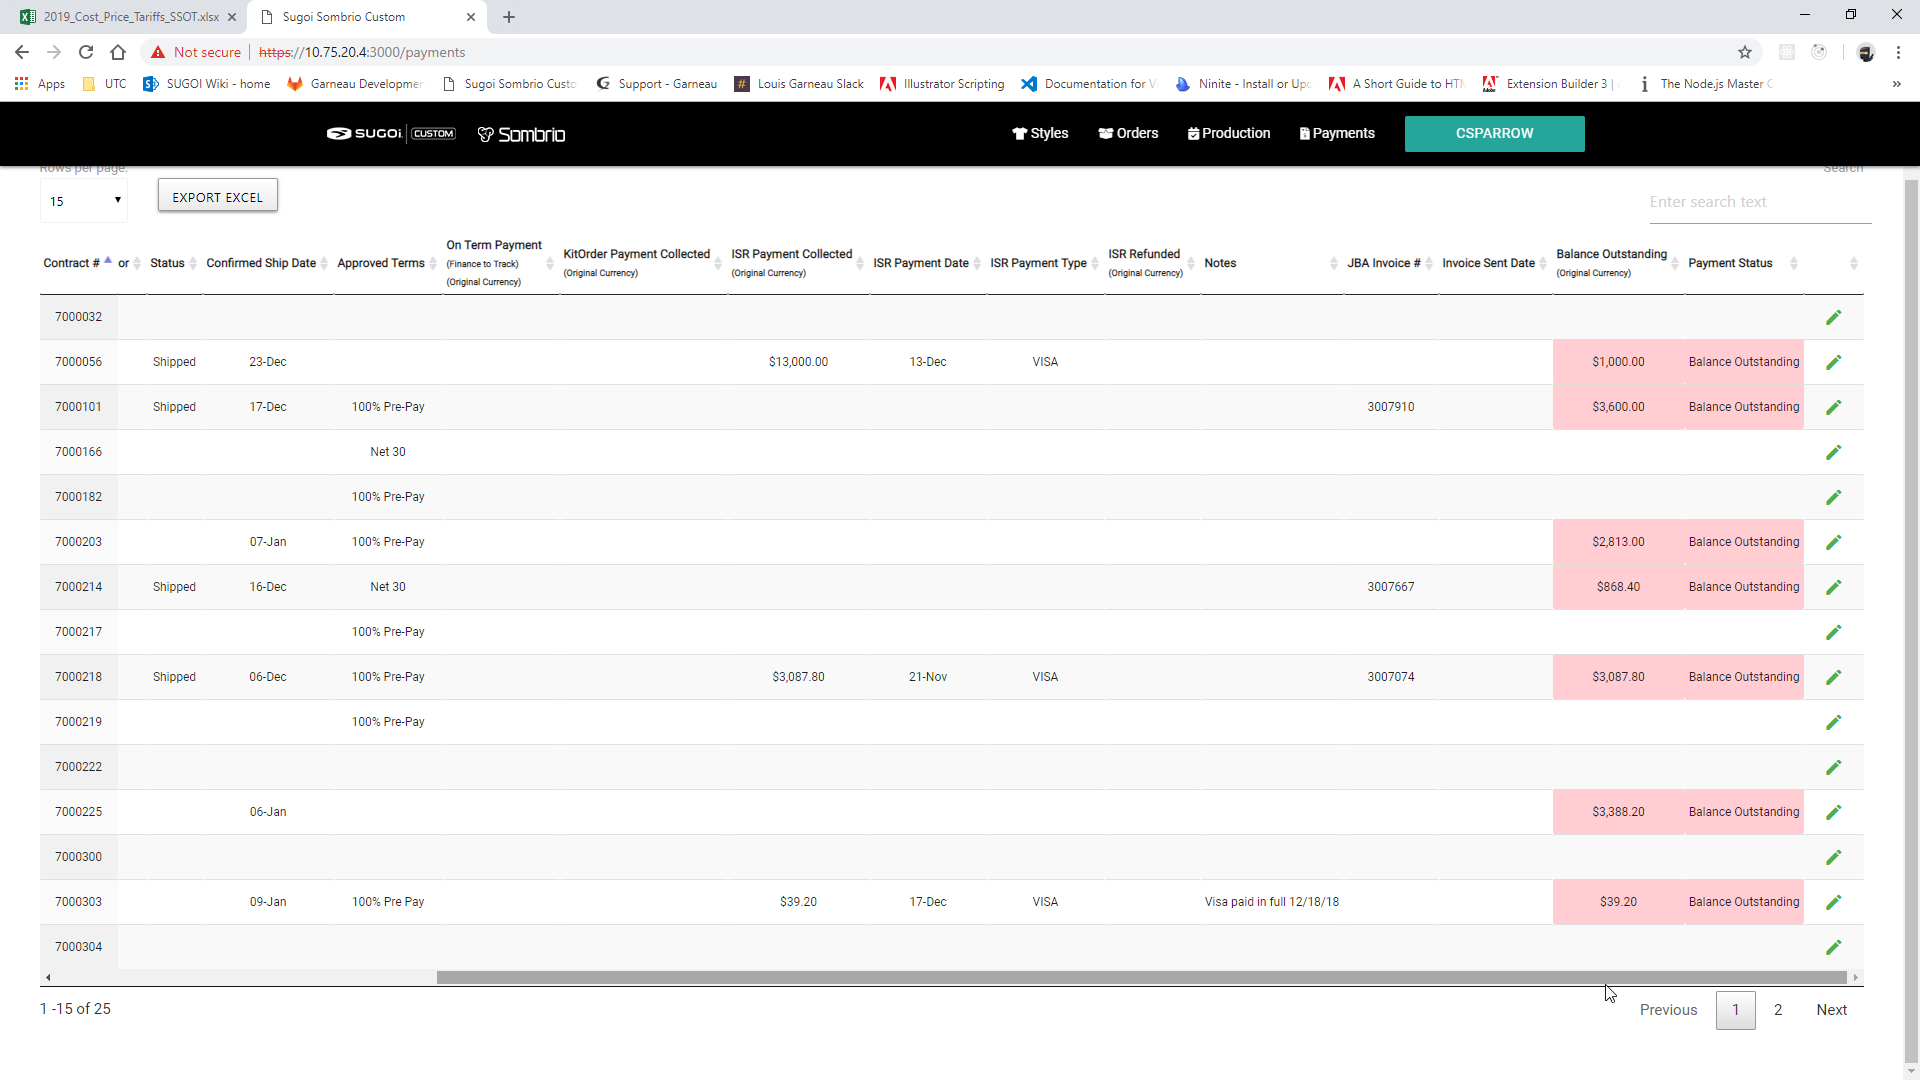 2019_Cost_Price_Tariffs_SSOT.xlsx
Sugoi Sombrio Custom
Not secure
https://10.75.20.4:3000/payments
Apps
UTC
SUGOI Wiki - home
Garneau Developmer
Sugoi Sombrio Custo
Support - Garneau
Louis Garneau Slack
Illustrator Scripting
Documentation for V
Ninite - Install or Up
A Short Guide to HTM
Extension Builder 3 |
The Node.js Master C
»
SUGOI CUSTOM
Sombrio
Styles
Orders
Production
Payments
CSPARROW
Rows per page:
Search
15
EXPORT EXCEL
Enter search text
Contract # or Status Confirmed Ship Date Approved Terms On Term Payment (Finance to Track) (Original Currency) KitOrder Payment Collected (Original Currency) ISR Payment Collected (Original Currency) ISR Payment Date ISR Payment Type ISR Refunded (Original Currency) Notes JBA Invoice # Invoice Sent Date Balance Outstanding (Original Currency) Payment Status
7000032
7000056 Shipped 23-Dec $13,000.00 13-Dec VISA $1,000.00 Balance Outstanding
7000101 Shipped 17-Dec 100% Pre-Pay 3007910 $3,600.00 Balance Outstanding
7000166 Net 30
7000182 100% Pre-Pay
7000203 07-Jan 100% Pre-Pay $2,813.00 Balance Outstanding
7000214 Shipped 16-Dec Net 30 3007667 $868.40 Balance Outstanding
7000217 100% Pre-Pay
7000218 Shipped 06-Dec 100% Pre-Pay $3,087.80 21-Nov VISA 3007074 $3,087.80 Balance Outstanding
7000219 100% Pre-Pay
7000222
7000225 06-Jan $3,388.20 Balance Outstanding
7000300
7000303 09-Jan 100% Pre Pay $39.20 17-Dec VISA Visa paid in full 12/18/18 $39.20 Balance Outstanding
7000304
1 -15 of 25
Previous 1 2 Next